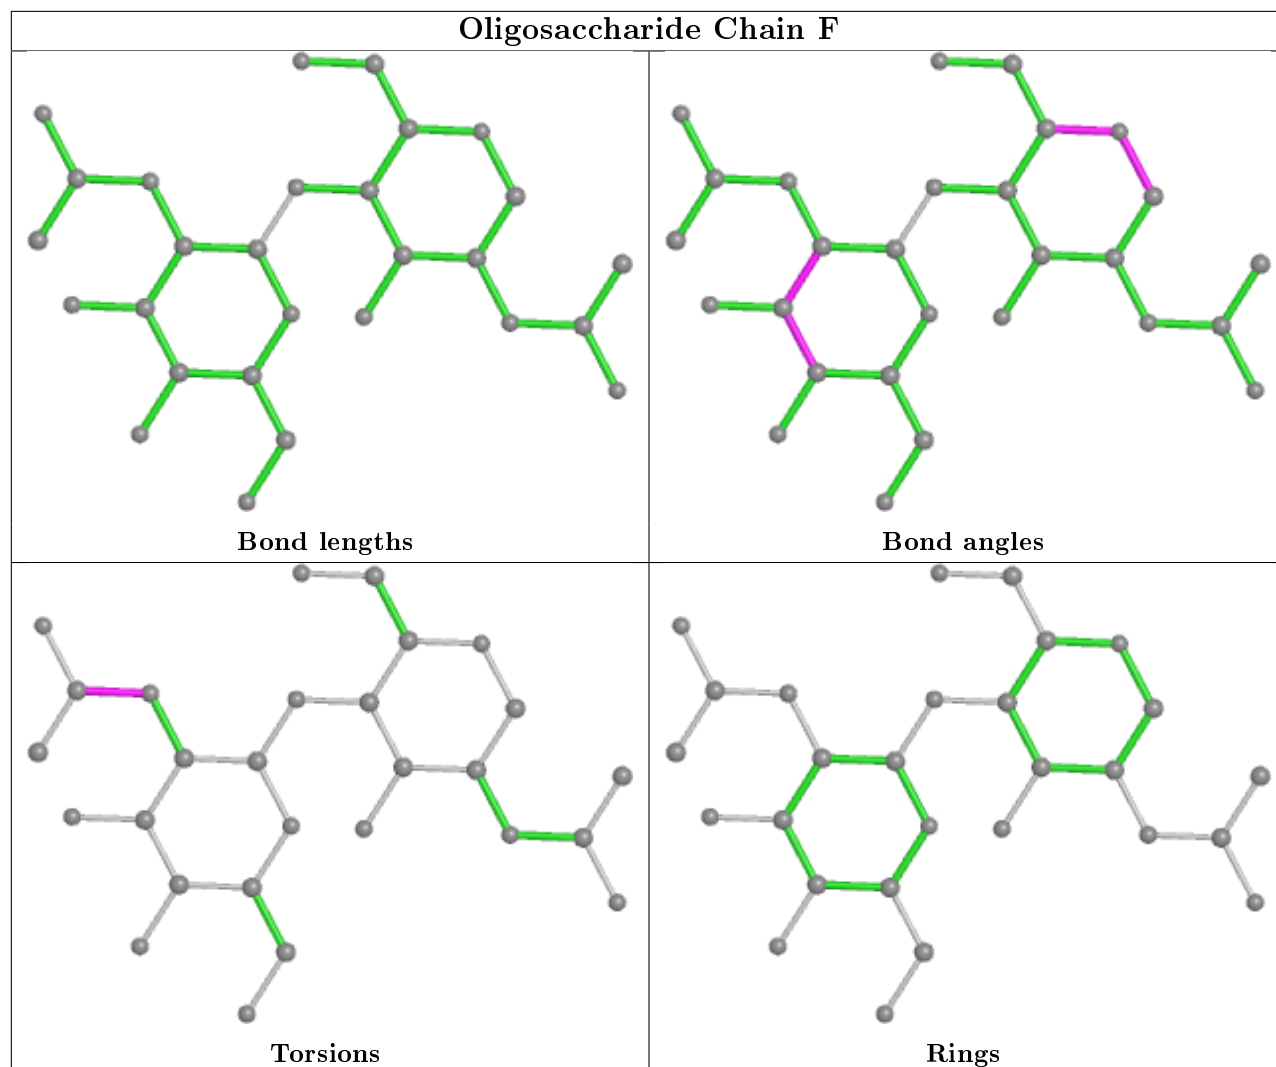 Oligosaccharide Chain F
Bond lengths
Bond angles
Torsions
Rings